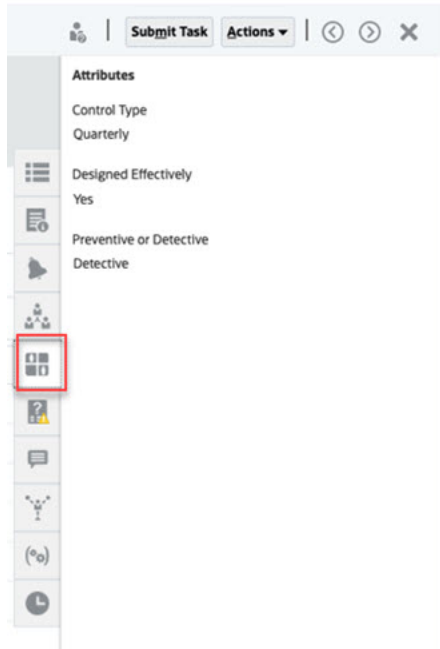 Submit Task Actions
Attributes
Control Type
Quarterly
Designed Effectively
Yes
Preventive or Detective
Detective